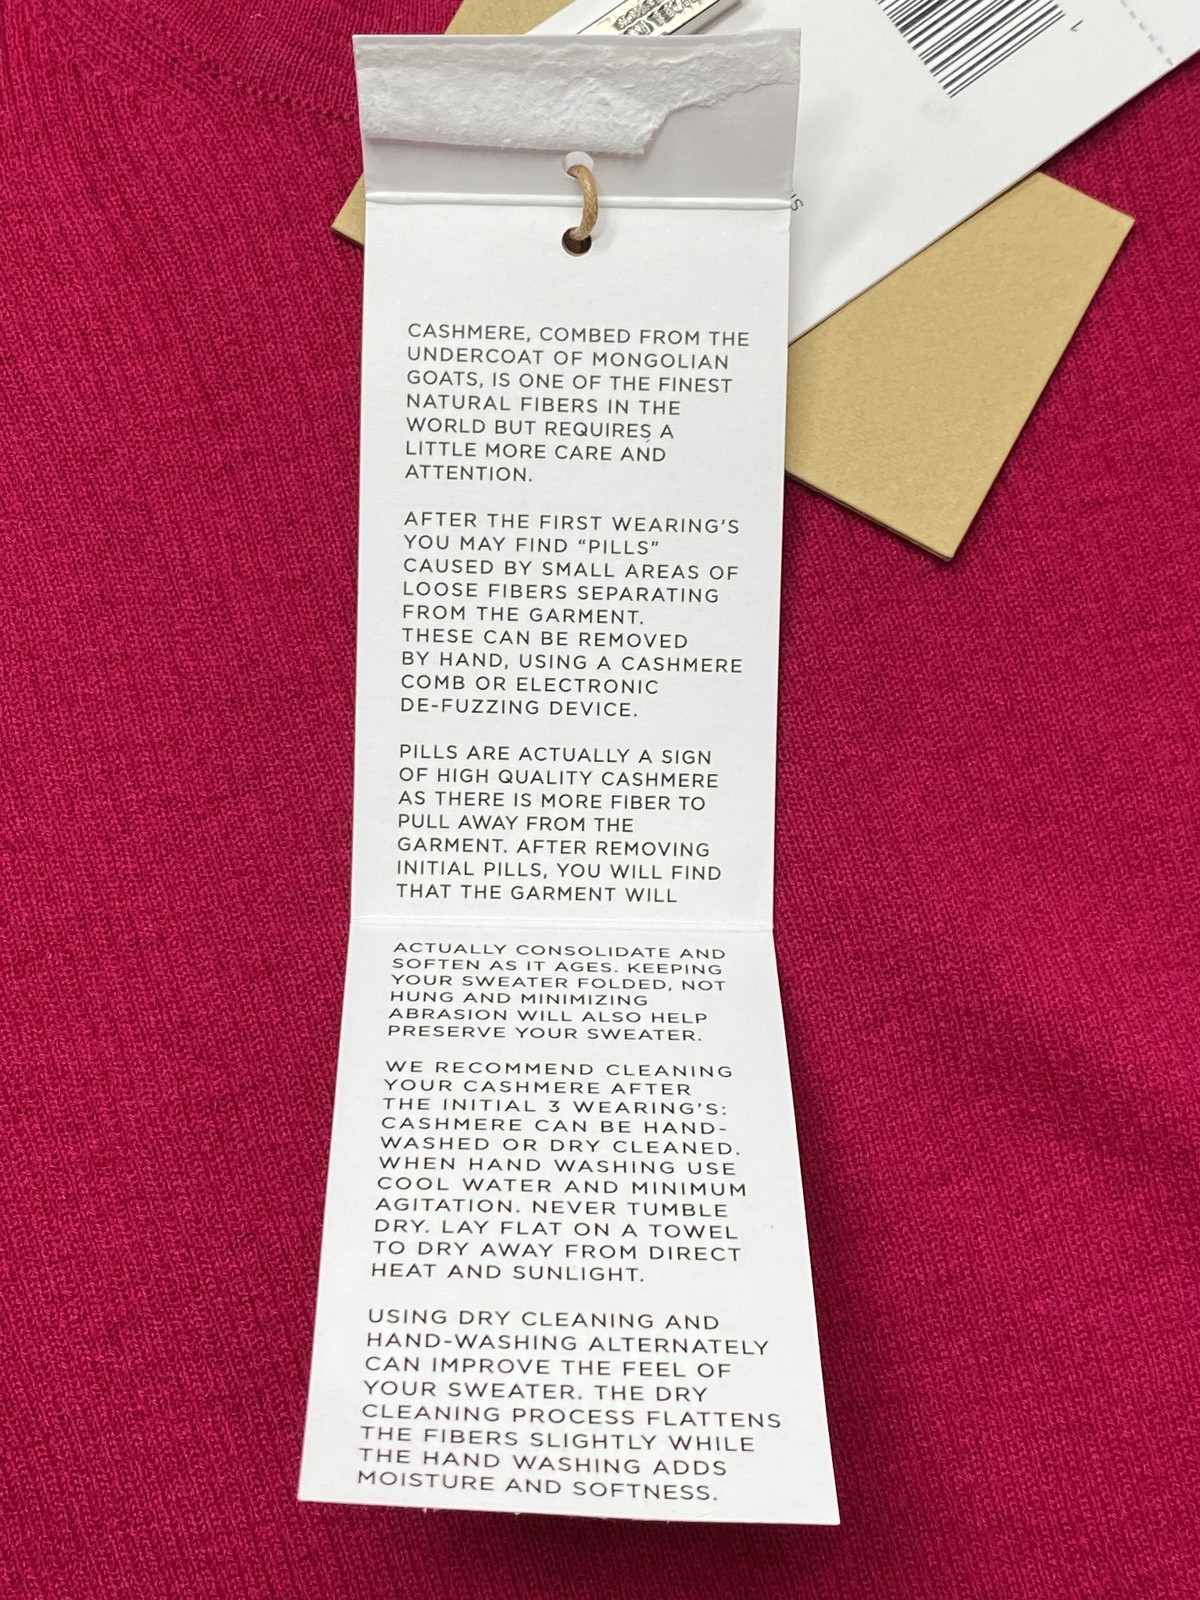 CASHMERE, COMBED FROM THE
UNDERCOAT OF MONGOLIAN
GOATS, IS ONE OF THE FINEST
NATURAL FIBERS IN THE
WORLD BUT REQUIRES A
LITTLE MORE CARE AND
ATTENTION.
AFTER THE FIRST WEARING'S
YOU MAY FIND “PILLS”
CAUSED BY SMALL AREAS OF
LOOSE FIBERS SEPARATING
FROM THE GARMENT.
THESE CAN BE REMOVED
BY HAND, USING A CASHMERE
COMB OR ELECTRONIC
DE-FUZZING DEVICE.
PILLS ARE ACTUALLY A SIGN
OF HIGH QUALITY CASHMERE
AS THERE IS MORE FIBER TO
PULL AWAY FROM THE
GARMENT. AFTER REMOVING
INITIAL PILLS, YOU WILL FIND
THAT THE GARMENT WILL
ACTUALLY CONSOLIDATE AND
SOFTEN AS IT AGES. KEEPING
YOUR SWEATER FOLDED, NOT
HUNG AND MINIMIZING
ABRASION WILL ALSO HELP
PRESERVE YOUR SWEATER.
WE RECOMMEND CLEANING
YOUR CASHMERE AFTER
THE INITIAL 3 WEARING'S:
CASHMERE CAN BE HAND-
WASHED OR DRY CLEANED.
WHEN HAND WASHING USE
COOL WATER AND MINIMUM
AGITATION. NEVER TUMBLE
DRY. LAY FLAT ON A TOWEL
TO DRY AWAY FROM DIRECT
HEAT AND SUNLIGHT.
USING DRY CLEANING AND
HAND-WASHING ALTERNATELY
CAN IMPROVE THE FEEL OF
YOUR SWEATER. THE DRY
CLEANING PROCESS FLATTENS
THE FIBERS SLIGHTLY WHILE
THE HAND WASHING ADDS
MOISTURE AND SOFTNESS.
1